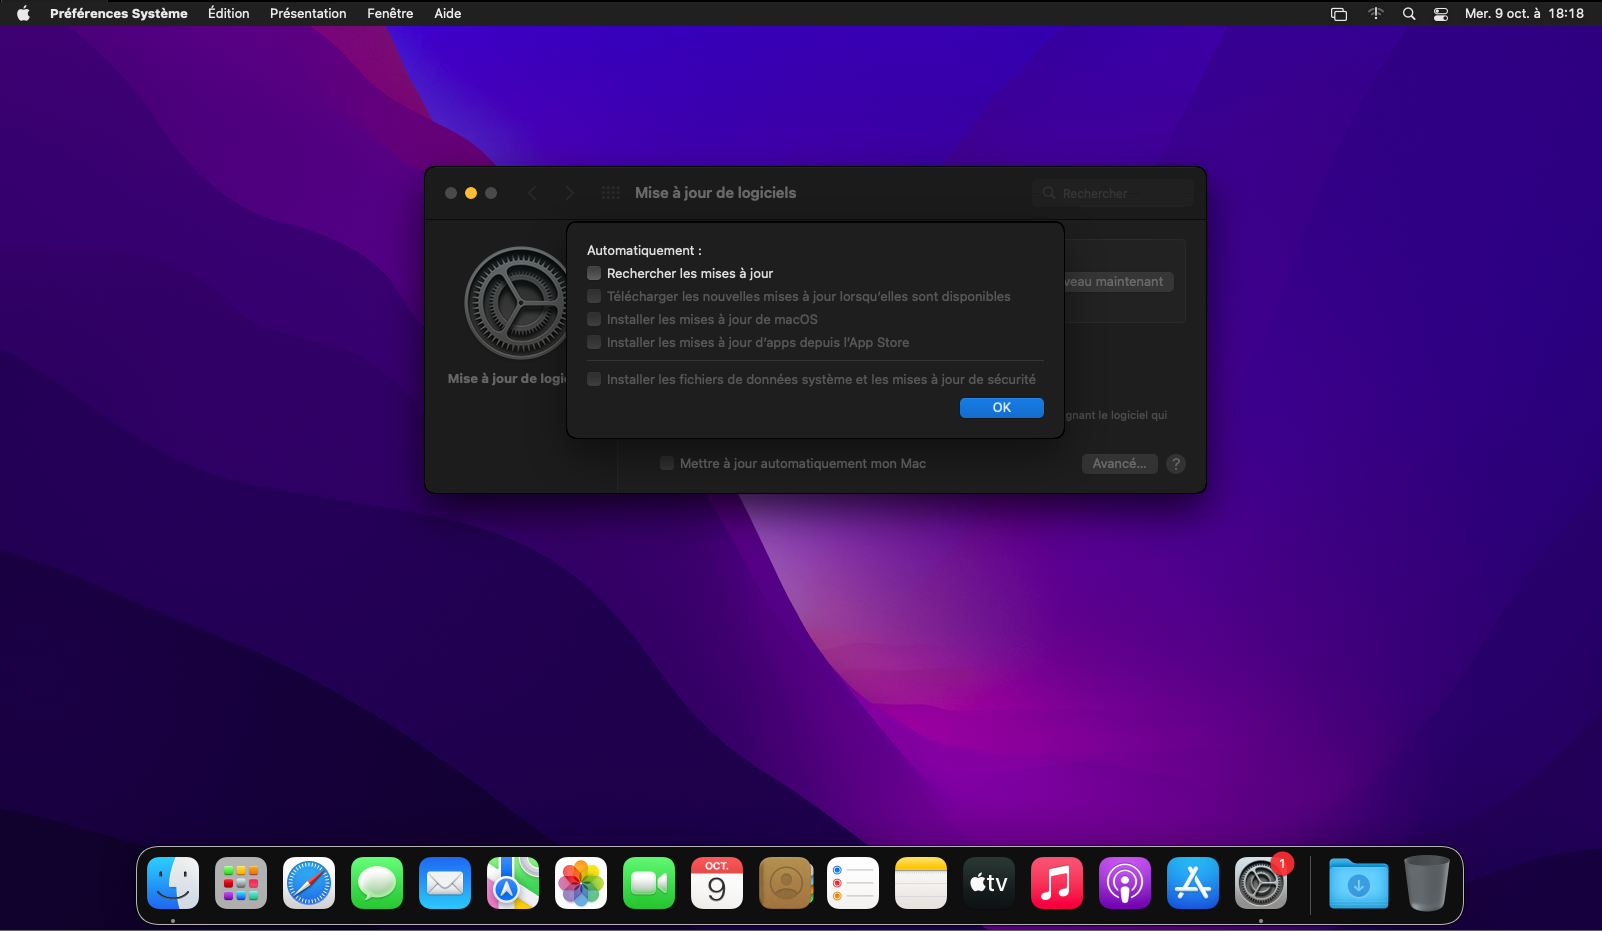 Préférences Système Édition Présentation Fenêtre Aide Mer. 9 oct. à 18:18
Mise à jour de logiciels
Rechercher
Automatiquement :
Rechercher les mises à jour
veau maintenant
Télécharger les nouvelles mises à jour lorsqu'elles sont disponibles
Installer les mises à jour de macOS
Installer les mises à jour d'apps depuis l'App Store
Mise à jour de logi
Installer les fichiers de données système et les mises à jour de sécurité
OK
gnant le logiciel qui
Mettre à jour automatiquement mon Mac
Avancé... ?
OCT.
9
tv
1